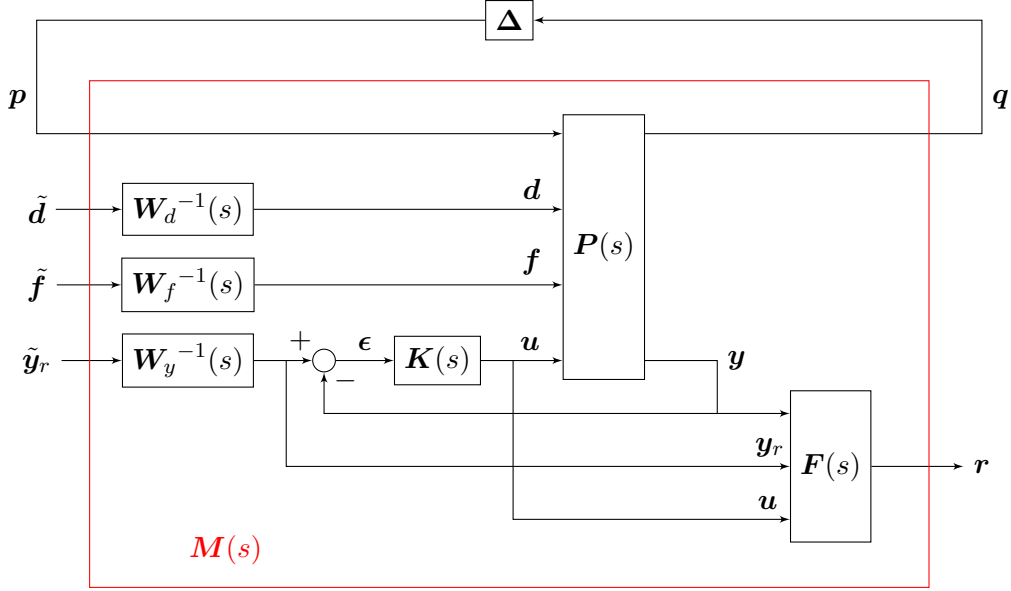 Δ
p
q
d̃
W_d⁻¹(s)
d
P(s)
f̃
W_f⁻¹(s)
f
ỹ_r
W_y⁻¹(s)
+
−
ϵ
K(s)
u
y
y_r
F(s)
r
u
M(s)